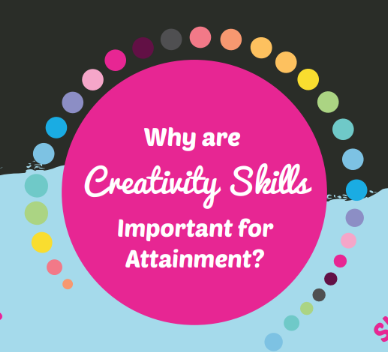 Why are
Creativity Skills
Important for
Attainment?